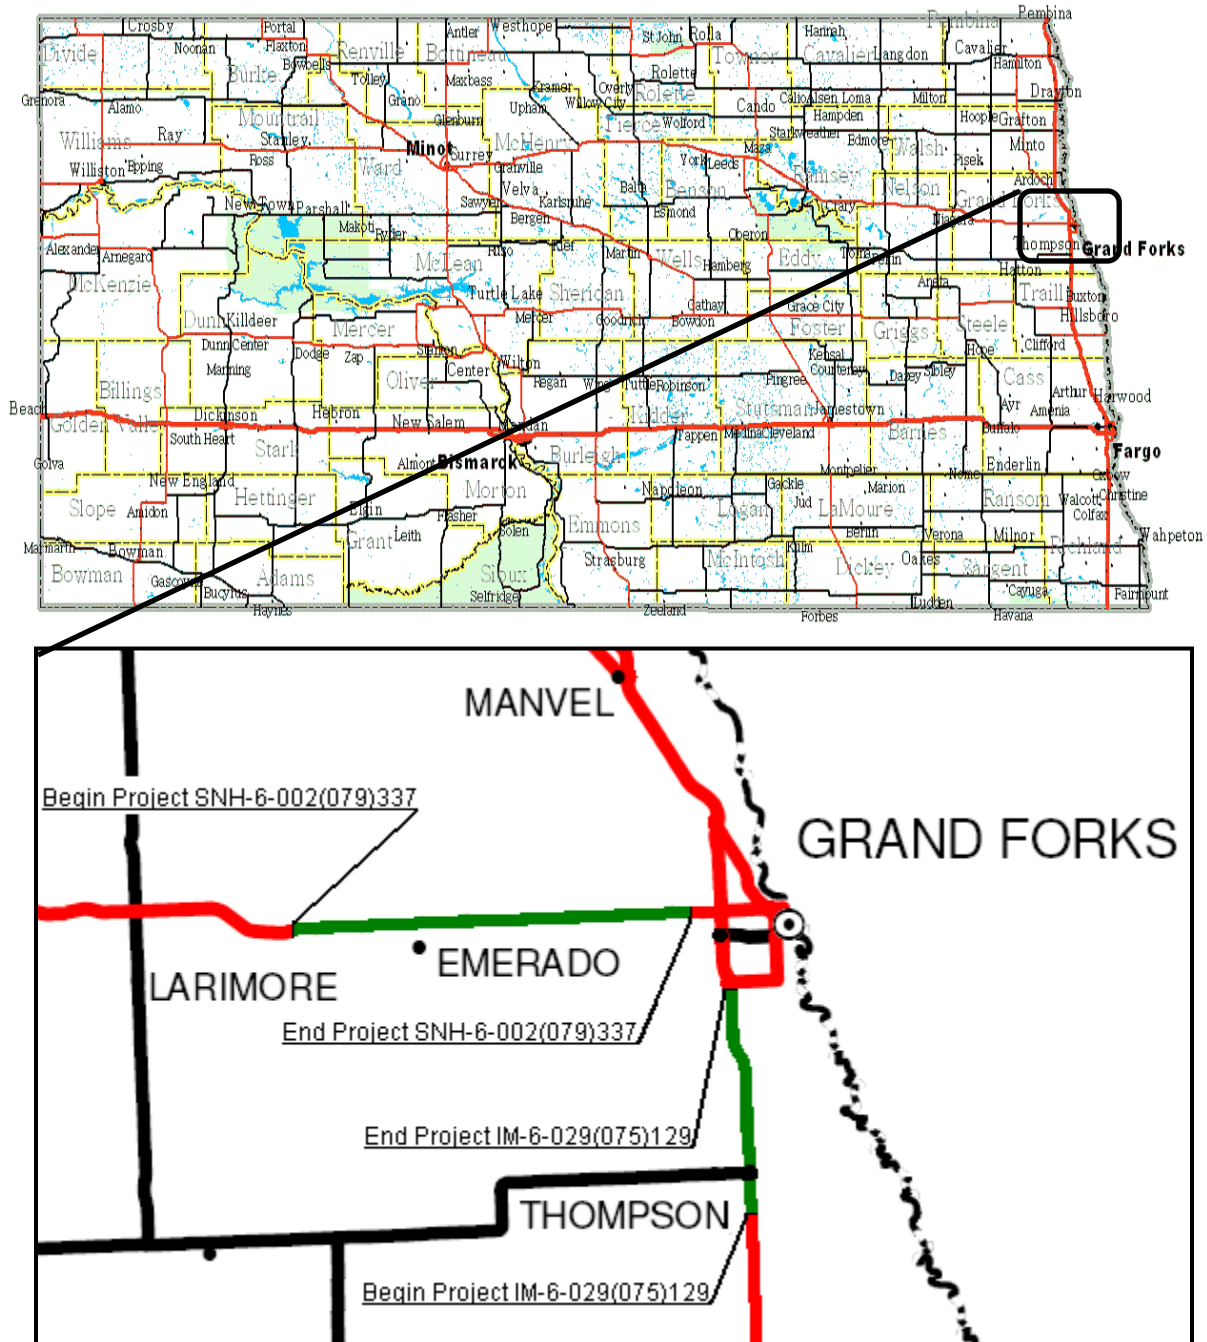 Crosby
Portal
Westhope
Pembina
Pembina
Antler
St John
Rolla
Hannah
Divide
Noonan
Flaxton
Renville
Bottineau
Towner
Cavalier
Langdon
Cavalier
Bowbells
Hamilton
Burke
Tolley
Maxbass
Kramer
Overly
Rolette
Rolette
Drayton
Grenora
Alamo
Grano
Upham
Willow City
Cando
Calio
Alsen
Loma
Milton
Mountrail
Glenburn
Pierce
Wolford
Hampden
Hoople
Grafton
Williams
Ray
Stanley
Minot
Surrey
McHenry
Starkweather
Edmore
Walsh
Minto
Maza
Ross
Ward
Granville
York
Leeds
Pisek
Williston
Epping
Velva
Balta
Benson
Ramsey
Nelson
Ardoch
New Town
Parshall
Sawyer
Karlsruhe
Grand Forks
Makoti
Ryder
Bergen
Esmond
Crary
Niagara
Alexander
Arnegard
Oberon
Thompson
Grand Forks
McKenzie
McLean
Martin
Wells
Hamberg
Eddy
Tolna
Hatton
Turtle Lake
Sheridan
Aneta
Traill
Buxton
Dunn
Killdeer
Mercer
Mercer
Goodrich
Cathay
Bowdon
Grace City
Foster
Griggs
Steele
Hillsboro
Dunn Center
Dodge
Zap
Stanton
Wilton
Kensal
Hope
Clifford
Manning
Center
Courtenay
Sibley
Billings
Oliver
Regan
Wing
Tuttle
Robinson
Pingree
Dazey
Cass
Arthur
Harwood
Beach
Golden Valley
Dickinson
Hebron
New Salem
Mandan
Kidder
Stutsman
Jamestown
Ayr
Amenia
South Heart
Stark
Burleigh
Tappen
Medina
Cleveland
Barnes
Buffalo
Fargo
Golva
Almont
Bismarck
Montpelier
Nome
Enderlin
Oxbow
New England
Hettinger
Morton
Napoleon
Gackle
Marion
Ransom
Walcott
Christine
Slope
Amidon
Elgin
Flasher
Emmons
Logan
Jud
LaMoure
Colfax
Grant
Leith
Solen
Berlin
Verona
Milnor
Richland
Wahpeton
Marmarth
Bowman
Strasburg
McIntosh
Kulm
Oakes
Bowman
Gascoyne
Adams
Sioux
Dickey
Sargent
Bucyrus
Selfridge
Cayuga
Fairmount
Haynes
Zeeland
Forbes
Ludden
Havana
MANVEL
Begin Project SNH-6-002(079)337
GRAND FORKS
EMERADO
LARIMORE
End Project SNH-6-002(079)337
End Project IM-6-029(075)129
THOMPSON
Begin Project IM-6-029(075)129